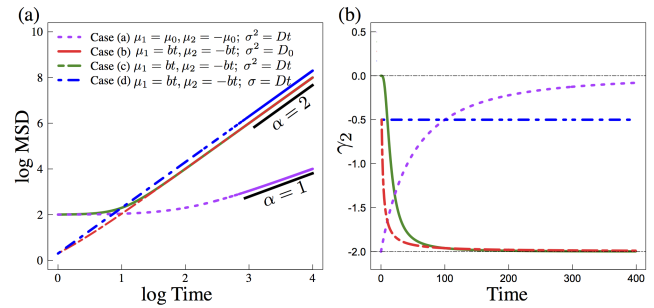 (a)
Case (a) μ₁ = μ₀, μ₂ = −μ₀; σ² = Dt
Case (b) μ₁ = bt, μ₂ = −bt; σ² = D₀
Case (c) μ₁ = bt, μ₂ = −bt; σ² = Dt
Case (d) μ₁ = bt, μ₂ = −bt; σ = Dt
10
8
6
4
2
0
log MSD
α = 2
α = 1
0
1
2
3
4
log Time
(b)
0.5
0.0
-0.5
-1.0
-1.5
-2.0
γ₂
0
100
200
300
400
Time